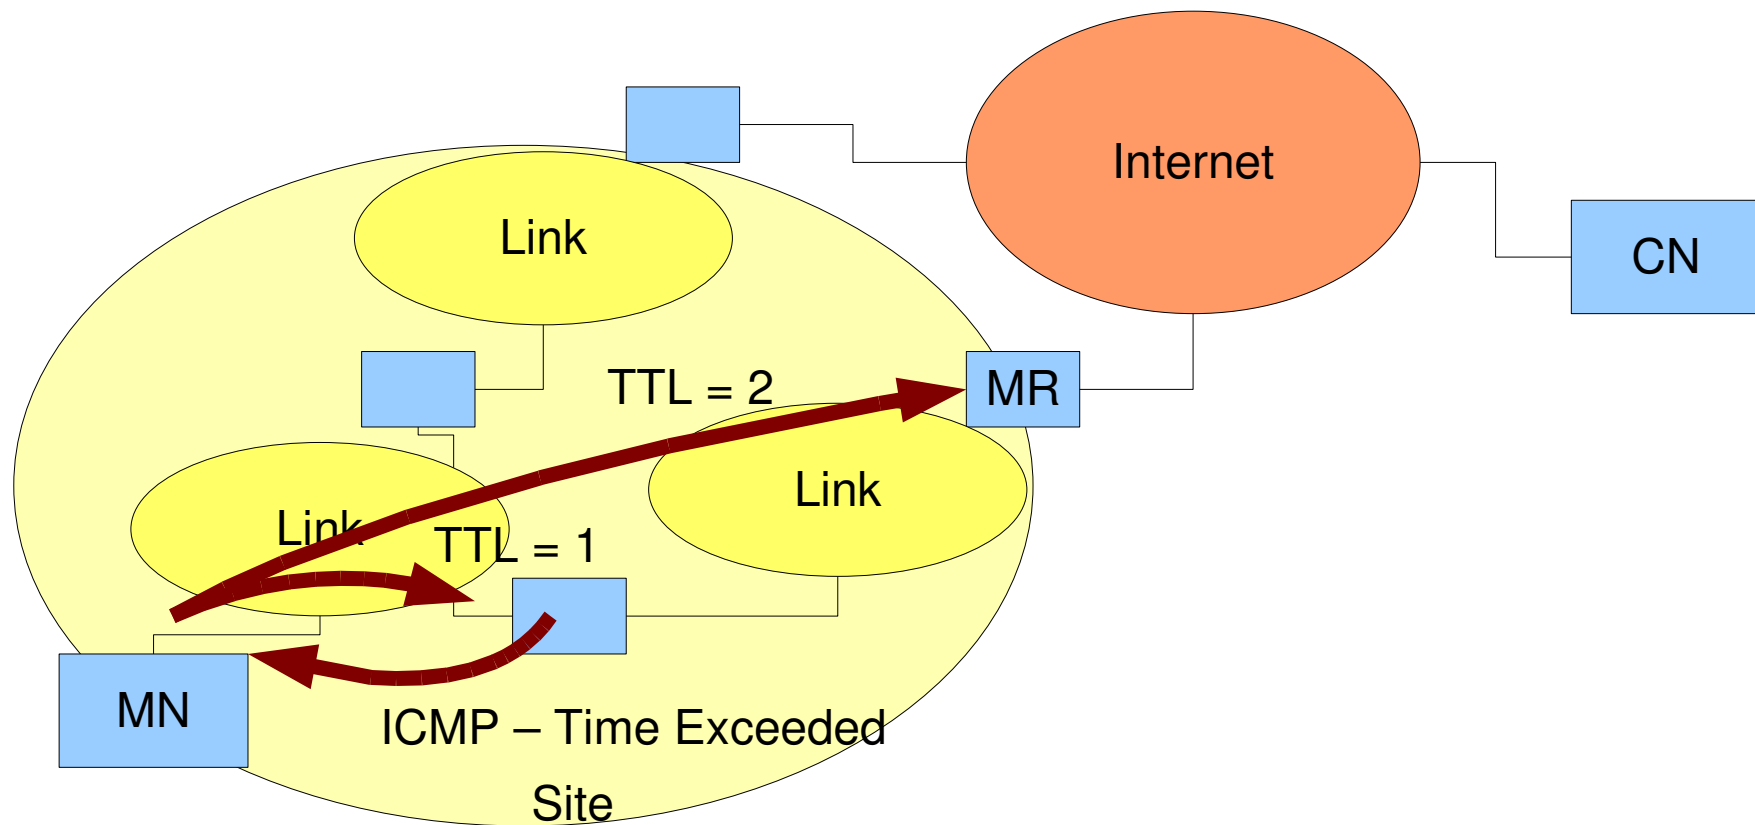 Internet
Link
CN
TTL = 2
MR
Link
Link
TTL = 1
MN
ICMP – Time Exceeded
Site